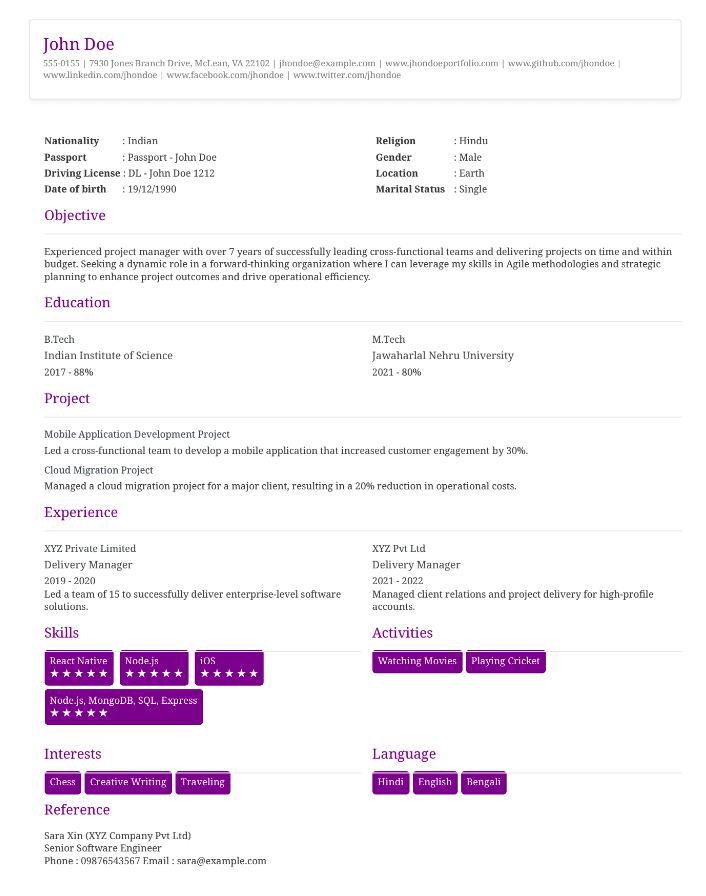 John Doe
555-0155 | 7930 Jones Branch Drive, McLean, VA 22102 | jhondoe@example.com | www.jhondoeportfolio.com | www.github.com/jhondoe |
www.linkedin.com/jhondoe | www.facebook.com/jhondoe | www.twitter.com/jhondoe
Nationality : Indian
Passport : Passport - John Doe
Driving License : DL - John Doe 1212
Date of birth : 19/12/1990
Religion : Hindu
Gender : Male
Location : Earth
Marital Status : Single
Objective
Experienced project manager with over 7 years of successfully leading cross-functional teams and delivering projects on time and within
budget. Seeking a dynamic role in a forward-thinking organization where I can leverage my skills in Agile methodologies and strategic
planning to enhance project outcomes and drive operational efficiency.
Education
B.Tech
Indian Institute of Science
2017 - 88%
M.Tech
Jawaharlal Nehru University
2021 - 80%
Project
Mobile Application Development Project
Led a cross-functional team to develop a mobile application that increased customer engagement by 30%.
Cloud Migration Project
Managed a cloud migration project for a major client, resulting in a 20% reduction in operational costs.
Experience
XYZ Private Limited
Delivery Manager
2019 - 2020
Led a team of 15 to successfully deliver enterprise-level software
solutions.
XYZ Pvt Ltd
Delivery Manager
2021 - 2022
Managed client relations and project delivery for high-profile
accounts.
Skills
React Native
★★★★★
Node.js
★★★★★
iOS
★★★★★
Node.js, MongoDB, SQL, Express
★★★★★
Activities
Watching Movies
Playing Cricket
Interests
Chess
Creative Writing
Traveling
Language
Hindi
English
Bengali
Reference
Sara Xin (XYZ Company Pvt Ltd)
Senior Software Engineer
Phone : 09876543567 Email : sara@example.com